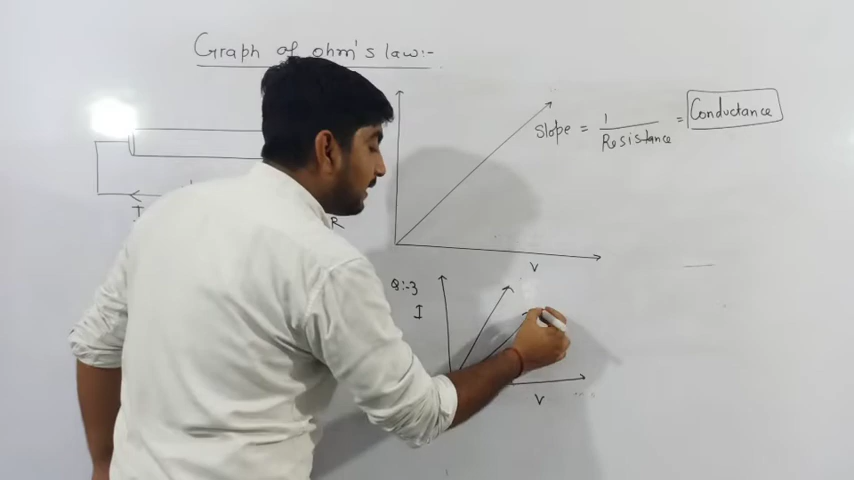 Graph of ohm's law:-
Slope = 1/Resistance = Conductance
I
R
V
Q:-3
I
V